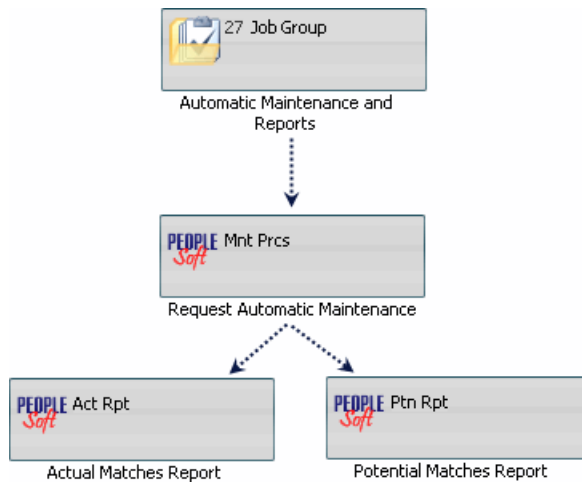 27 Job Group
Automatic Maintenance and
Reports
PEOPLE Mnt Prcs
Soft
Request Automatic Maintenance
PEOPLE Act Rpt
Soft
Actual Matches Report
PEOPLE Ptn Rpt
Soft
Potential Matches Report